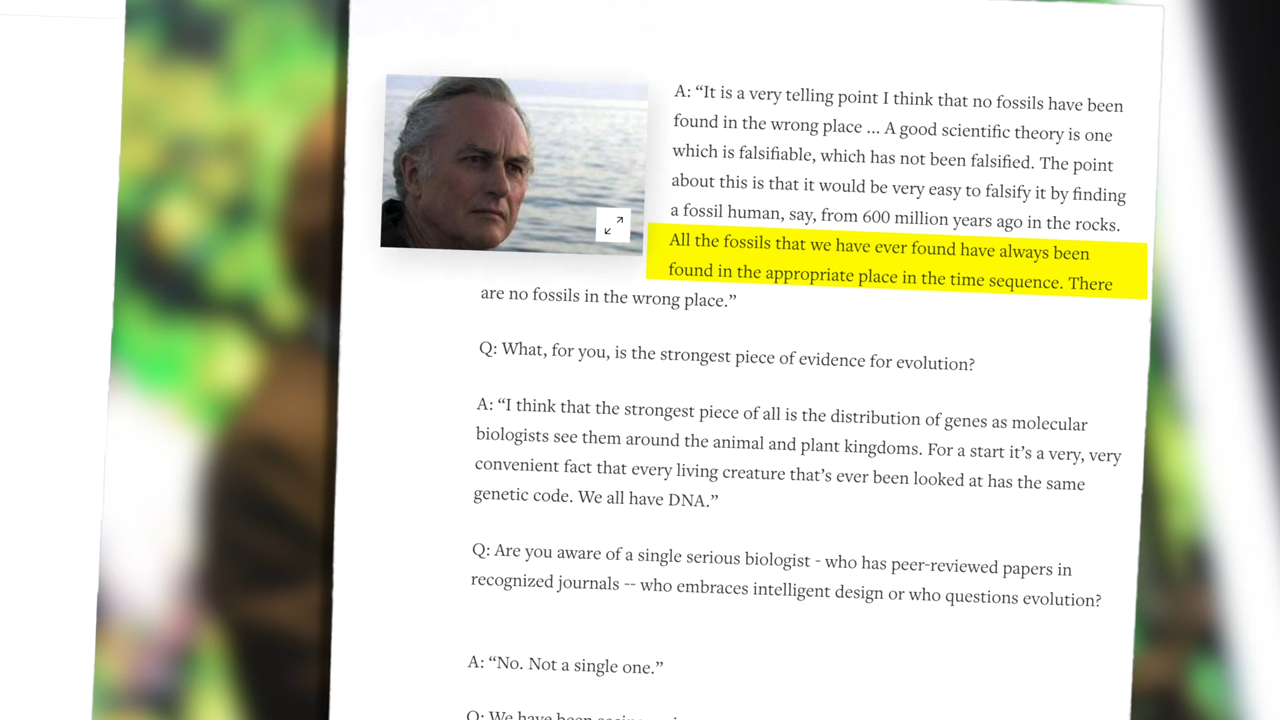 A: “It is a very telling point I think that no fossils have been
found in the wrong place ... A good scientific theory is one
which is falsifiable, which has not been falsified. The point
about this is that it would be very easy to falsify it by finding
a fossil human, say, from 600 million years ago in the rocks.
All the fossils that we have ever found have always been
found in the appropriate place in the time sequence. There
are no fossils in the wrong place.”
Q: What, for you, is the strongest piece of evidence for evolution?
A: “I think that the strongest piece of all is the distribution of genes as molecular
biologists see them around the animal and plant kingdoms. For a start it’s a very, very
convenient fact that every living creature that’s ever been looked at has the same
genetic code. We all have DNA.”
Q: Are you aware of a single serious biologist - who has peer-reviewed papers in
recognized journals -- who embraces intelligent design or who questions evolution?
A: “No. Not a single one.”
Q: We have been